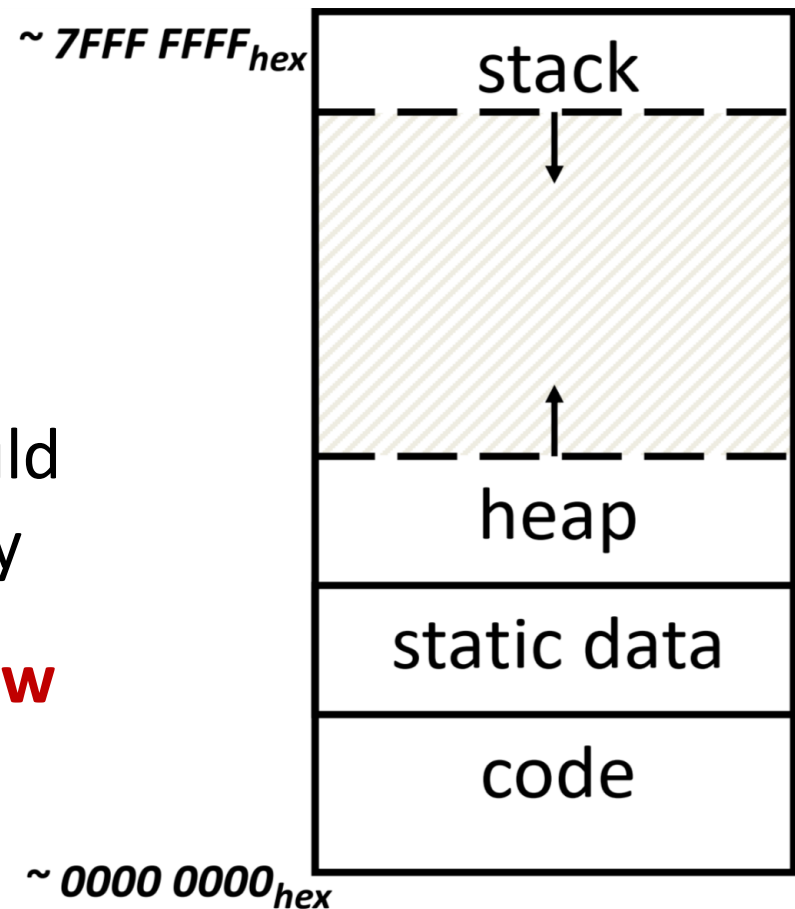 ~ 7FFF FFFFhex
stack
heap
static data
code
~ 0000 0000hex